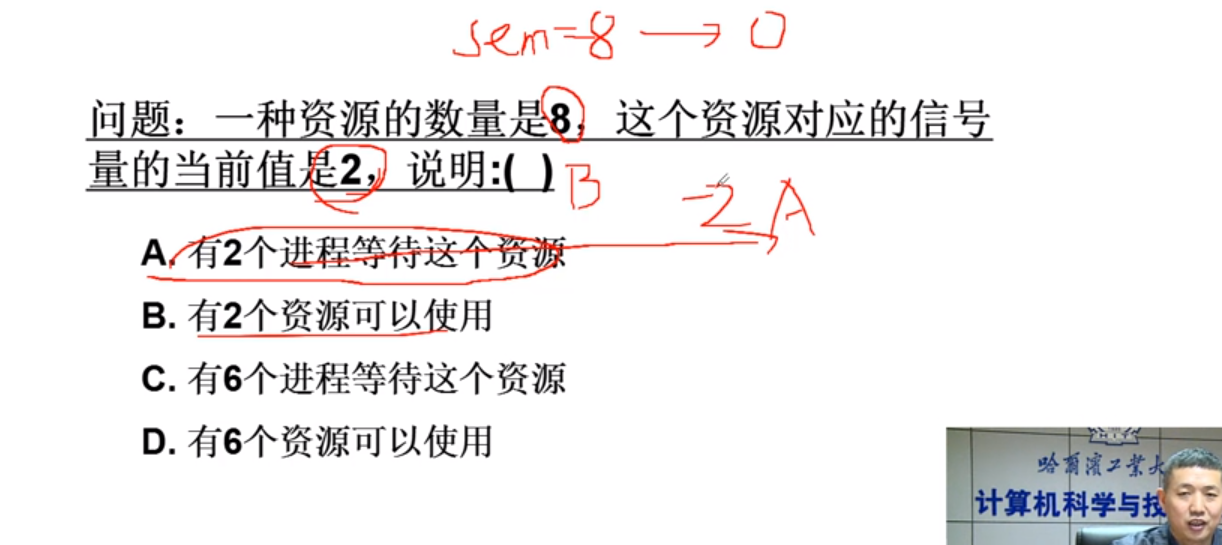 sem=8 → 0
问题：一种资源的数量是8，这个资源对应的信号
量的当前值是2，说明:( ) B
-2 A
A. 有2个进程等待这个资源
B. 有2个资源可以使用
C. 有6个进程等待这个资源
D. 有6个资源可以使用
哈爾濱工業大
计算机科学与技